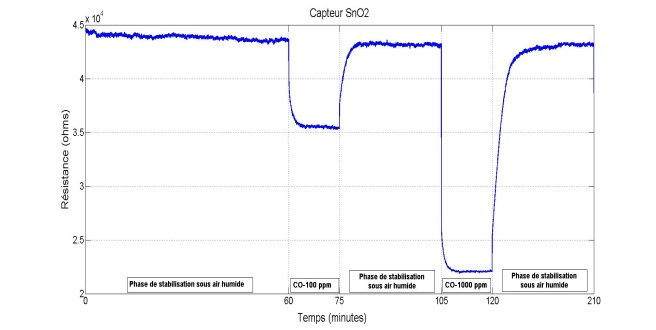 Capteur SnO2
x 10⁴
4.5
4
3.5
3
2.5
2
Résistance (ohms)
Phase de stabilisation sous air humide
CO-100 ppm
Phase de stabilisation
sous air humide
CO-1000 ppm
Phase de stabilisation
sous air humide
0
60
75
105
120
210
Temps (minutes)